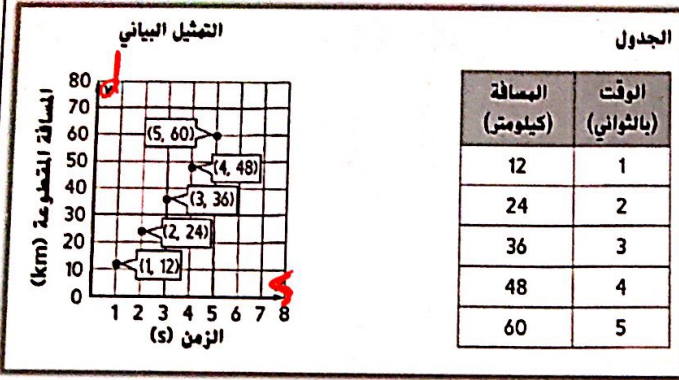 الجدول
الوقت (بالثواني) المسافة (كيلومتر)
1 12
2 24
3 36
4 48
5 60
التمثيل البياني
y
المسافة المقطوعة (km)
80
70
60
50
40
30
20
10
0
(5, 60)
(4, 48)
(3, 36)
(2, 24)
(1, 12)
1 2 3 4 5 6 7 8
الزمن (s)